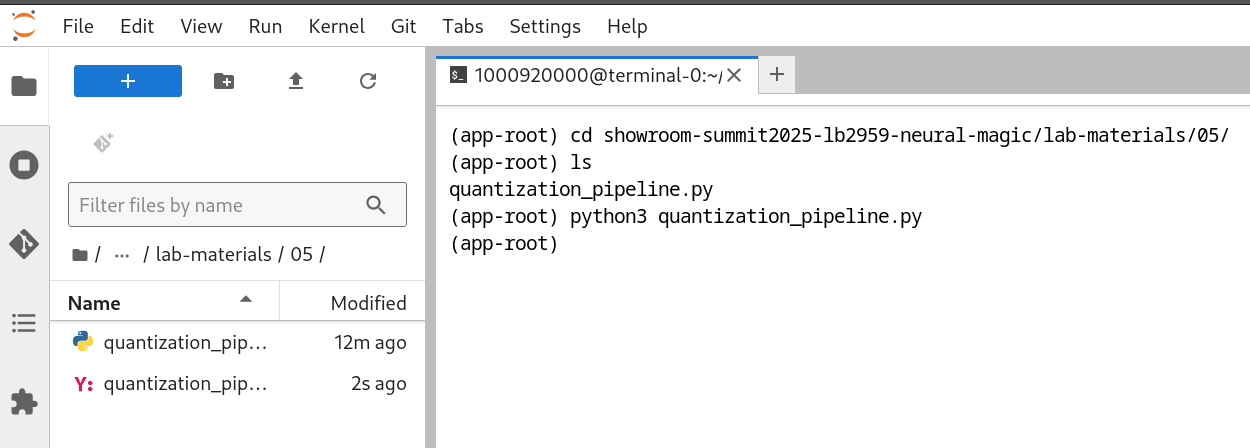 File Edit View Run Kernel Git Tabs Settings Help
+
$_ 1000920000@terminal-0:~/ × +
Filter files by name
/ … / lab-materials / 05 /
Name Modified
quantization_pip… 12m ago
Y: quantization_pip… 2s ago
(app-root) cd showroom-summit2025-lb2959-neural-magic/lab-materials/05/
(app-root) ls
quantization_pipeline.py
(app-root) python3 quantization_pipeline.py
(app-root)